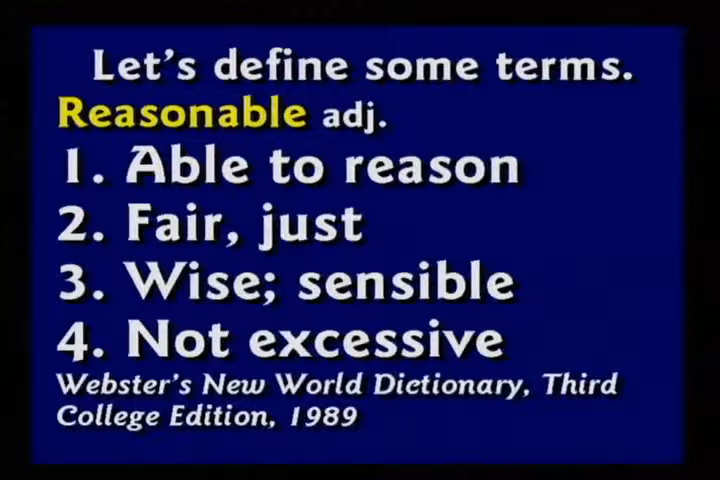 Let's define some terms.
Reasonable adj.
1. Able to reason
2. Fair, just
3. Wise; sensible
4. Not excessive
Webster's New World Dictionary, Third
College Edition, 1989